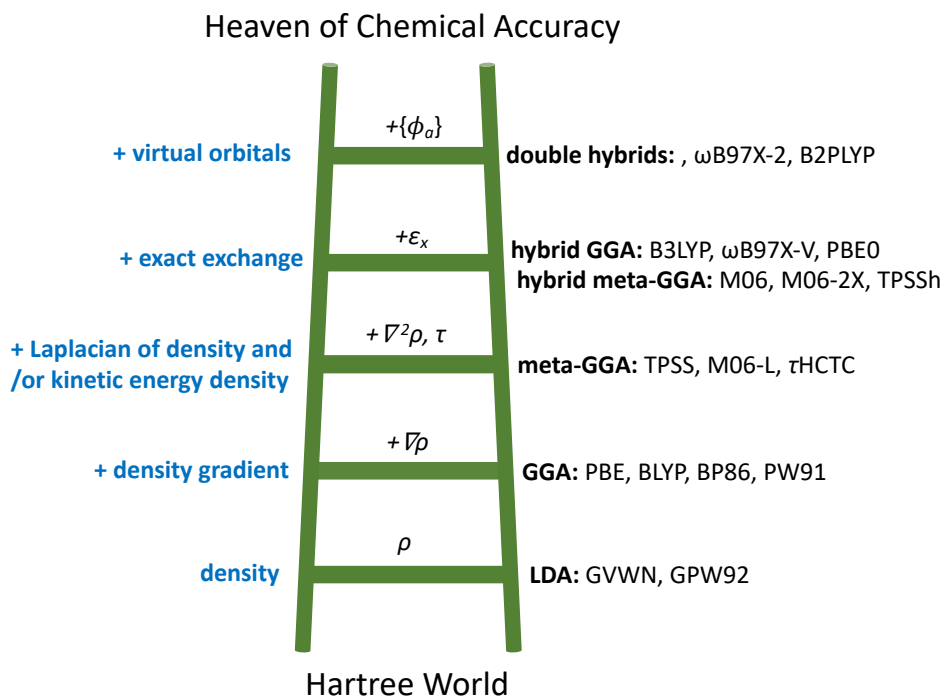 Heaven of Chemical Accuracy
+{ϕₐ}
+ virtual orbitals
double hybrids: , ωB97X-2, B2PLYP
+εₓ
+ exact exchange
hybrid GGA: B3LYP, ωB97X-V, PBE0
hybrid meta-GGA: M06, M06-2X, TPSSh
+ ∇²ρ, τ
+ Laplacian of density and
/or kinetic energy density
meta-GGA: TPSS, M06-L, τHCTC
+ ∇ρ
+ density gradient
GGA: PBE, BLYP, BP86, PW91
ρ
density
LDA: GVWN, GPW92
Hartree World